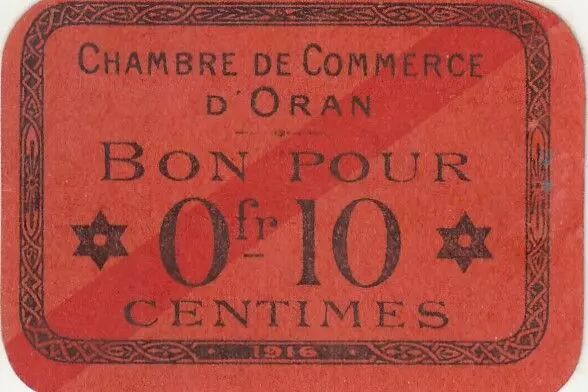 CHAMBRE DE COMMERCE
D'ORAN
BON POUR
0fr 10
CENTIMES
1916